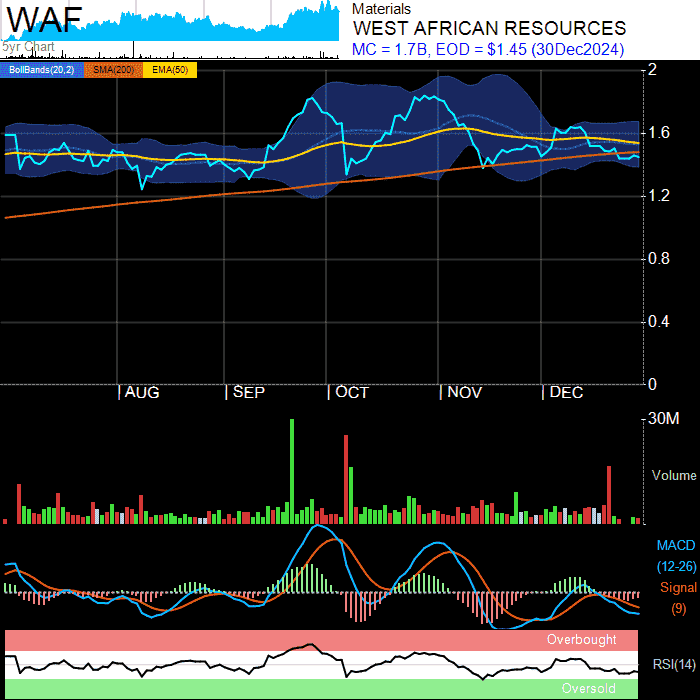 WAF
5yr Chart
Materials
WEST AFRICAN RESOURCES
MC = 1.7B, EOD = $1.45 (30Dec2024)
BollBands(20,2) SMA(200) EMA(50)
2
1.6
1.2
0.8
0.4
0
AUG SEP OCT NOV DEC
30M
Volume
MACD
(12-26)
Signal
(9)
Overbought
RSI(14)
Oversold